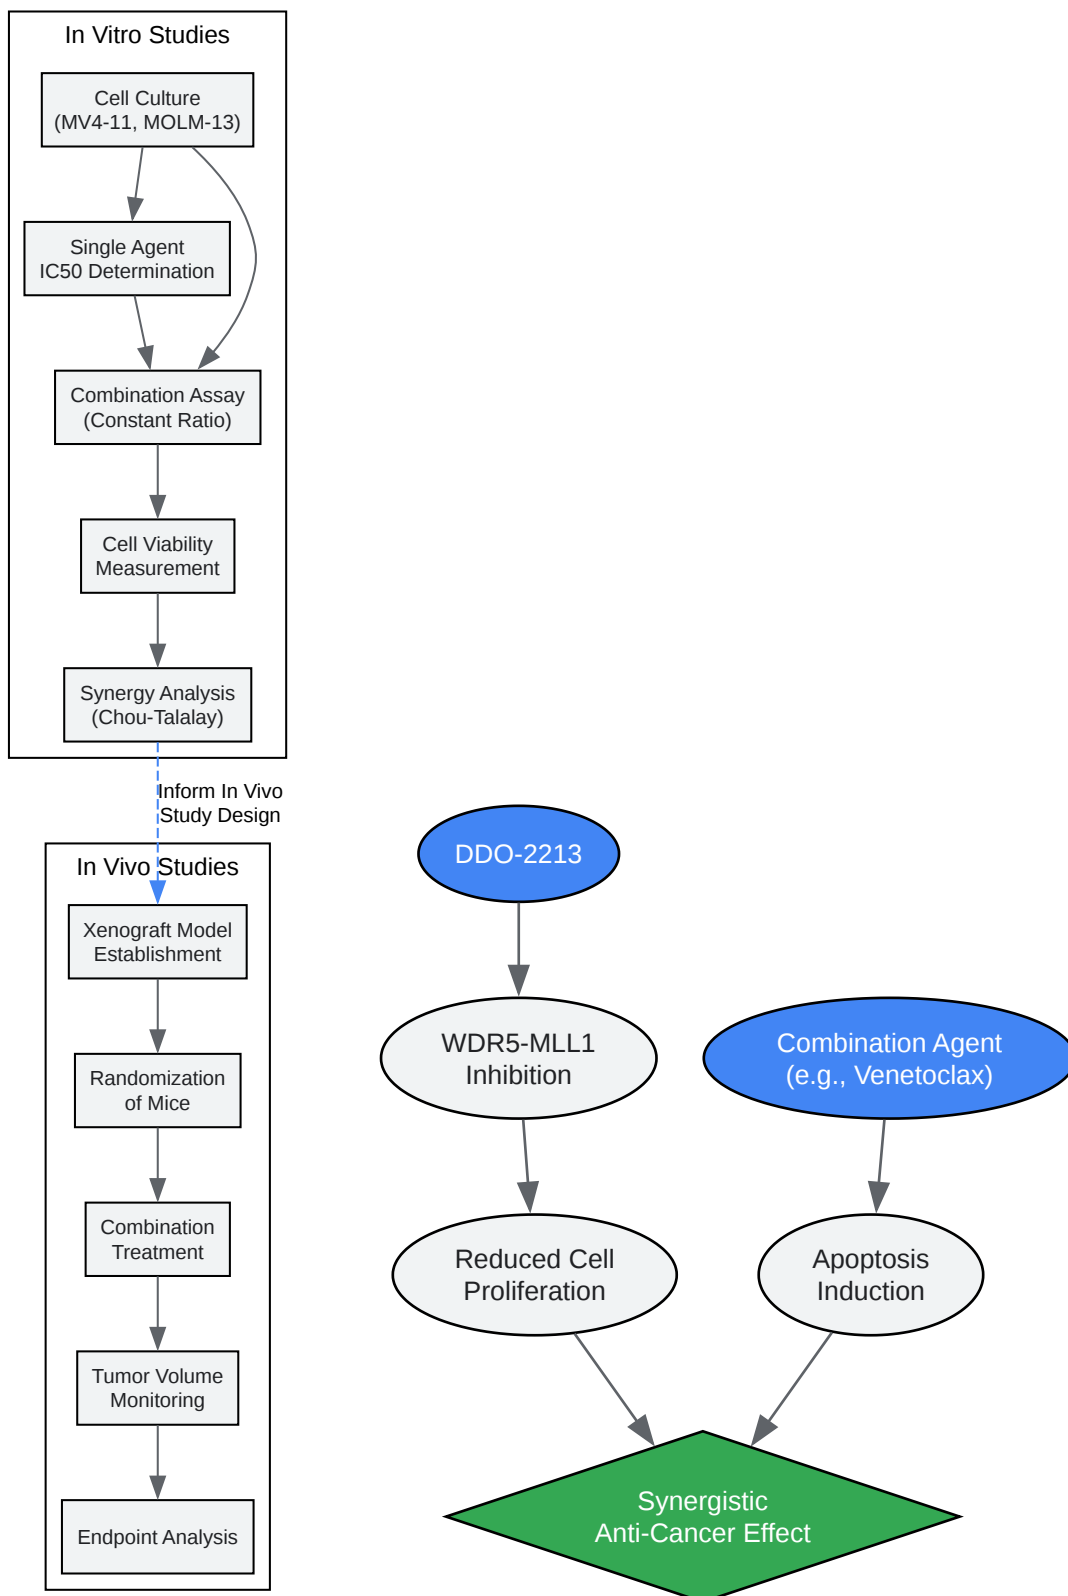 In Vitro Studies
Cell Culture
(MV4-11, MOLM-13)
Single Agent
IC50 Determination
Combination Assay
(Constant Ratio)
Cell Viability
Measurement
Synergy Analysis
(Chou-Talalay)
Inform In Vivo
Study Design
In Vivo Studies
Xenograft Model
Establishment
Randomization
of Mice
Combination
Treatment
Tumor Volume
Monitoring
Endpoint Analysis
DDO-2213
WDR5-MLL1
Inhibition
Combination Agent
(e.g., Venetoclax)
Reduced Cell
Proliferation
Apoptosis
Induction
Synergistic
Anti-Cancer Effect